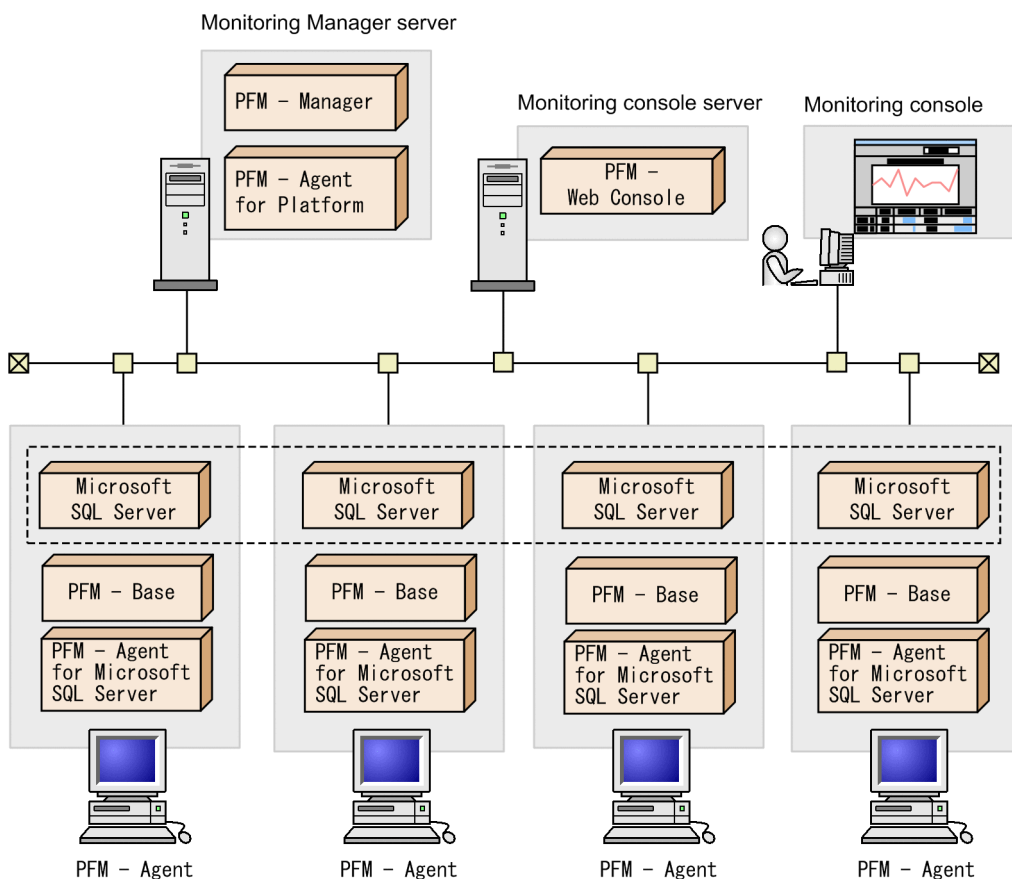 Monitoring Manager server
PFM - Manager
PFM - Agent
for Platform
Monitoring console server
PFM -
Web Console
Monitoring console
Microsoft
SQL Server
Microsoft
SQL Server
Microsoft
SQL Server
Microsoft
SQL Server
PFM - Base
PFM - Base
PFM - Base
PFM - Base
PFM - Agent
for Microsoft
SQL Server
PFM - Agent
for Microsoft
SQL Server
PFM - Agent
for Microsoft
SQL Server
PFM - Agent
for Microsoft
SQL Server
PFM - Agent
PFM - Agent
PFM - Agent
PFM - Agent